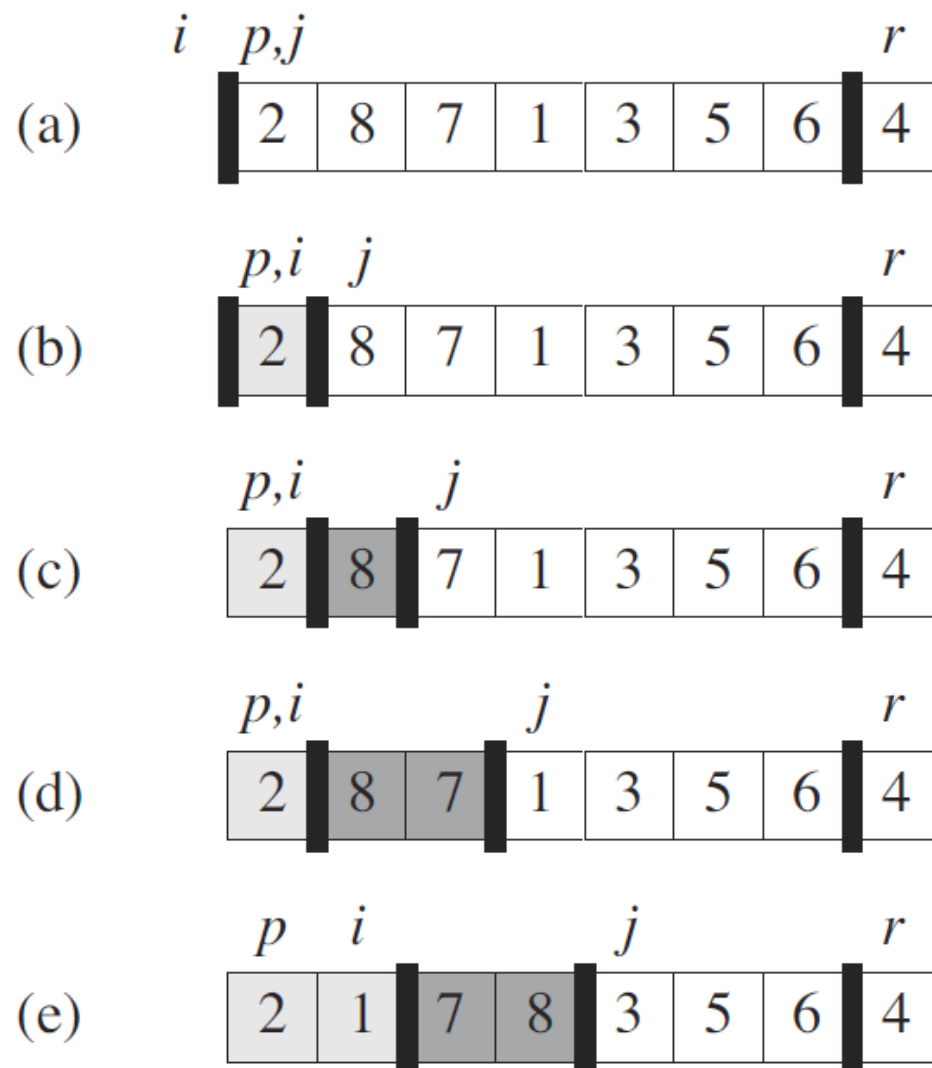 i p,j r
(a) 2 8 7 1 3 5 6 4
p,i j r
(b) 2 8 7 1 3 5 6 4
p,i j r
(c) 2 8 7 1 3 5 6 4
p,i j r
(d) 2 8 7 1 3 5 6 4
p i j r
(e) 2 1 7 8 3 5 6 4